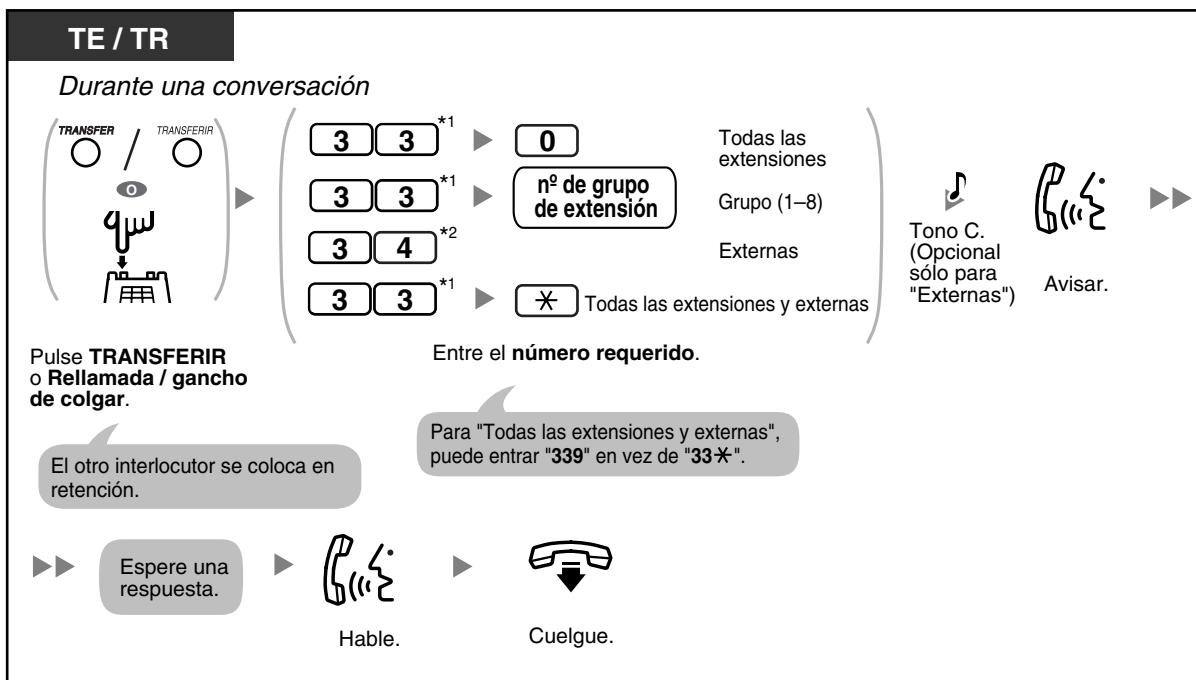 TE / TR
Durante una conversación
TRANSFER / TRANSFERIR
O
3 3 *1 0 Todas las
extensiones
3 3 *1 nº de grupo
de extensión Grupo (1–8)
3 4 *2 Externas
3 3 *1 ✳ Todas las extensiones y externas
Tono C.
(Opcional
sólo para
"Externas")
Avisar.
Pulse TRANSFERIR
o Rellamada / gancho
de colgar.
Entre el número requerido.
El otro interlocutor se coloca en
retención.
Para "Todas las extensiones y externas",
puede entrar "339" en vez de "33✳".
Espere una
respuesta.
Hable.
Cuelgue.